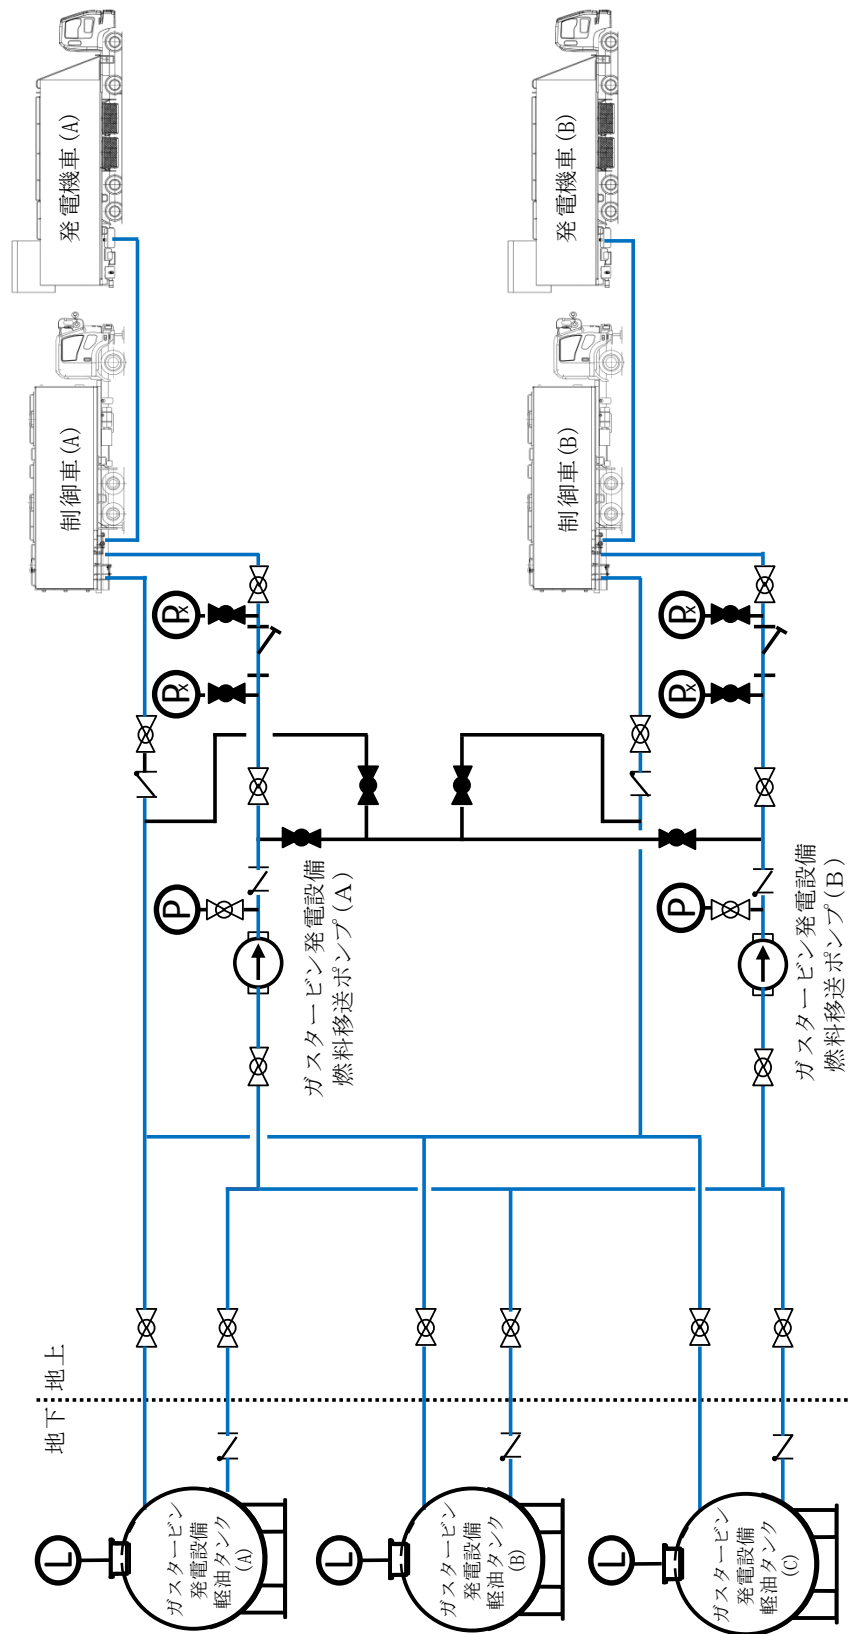 発電機車(A)
発電機車(B)
制御車(A)
制御車(B)
Px
Px
Px
Px
P
P
ガスタービン発電設備
燃料移送ポンプ(A)
ガスタービン発電設備
燃料移送ポンプ(B)
地上
地下
L
ガスタービン
発電設備
軽油タンク
(A)
L
ガスタービン
発電設備
軽油タンク
(B)
L
ガスタービン
発電設備
軽油タンク
(C)